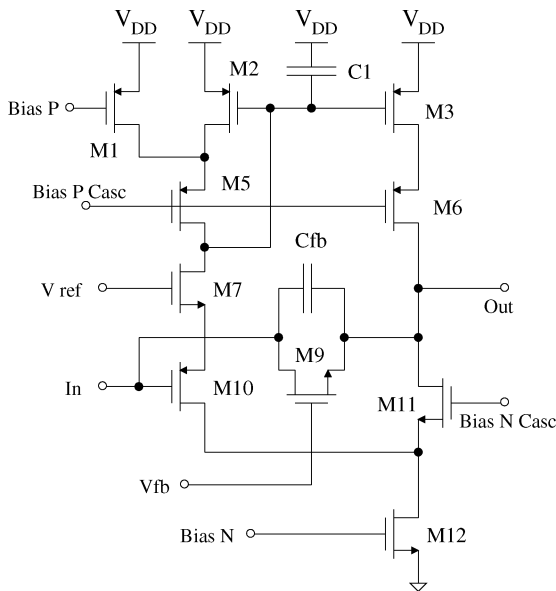 VDD VDD VDD VDD
M2 C1
Bias P M3
M1
M5
Bias P Casc M6
Cfb
V ref M7 Out
M9
In M10 M11
Bias N Casc
Vfb
Bias N M12